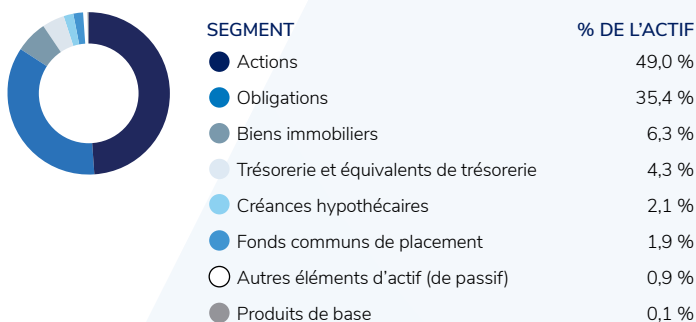 SEGMENT % DE L’ACTIF
Actions 49,0 %
Obligations 35,4 %
Biens immobiliers 6,3 %
Trésorerie et équivalents de trésorerie 4,3 %
Créances hypothécaires 2,1 %
Fonds communs de placement 1,9 %
Autres éléments d’actif (de passif) 0,9 %
Produits de base 0,1 %